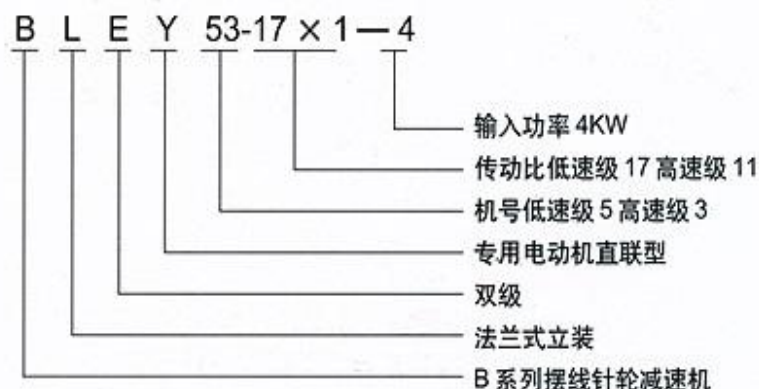 B L E Y 53-17 × 1 — 4
输入功率 4KW
传动比低速级 17 高速级 11
机号低速级 5 高速级 3
专用电动机直联型
双级
法兰式立装
B 系列摆线针轮减速机